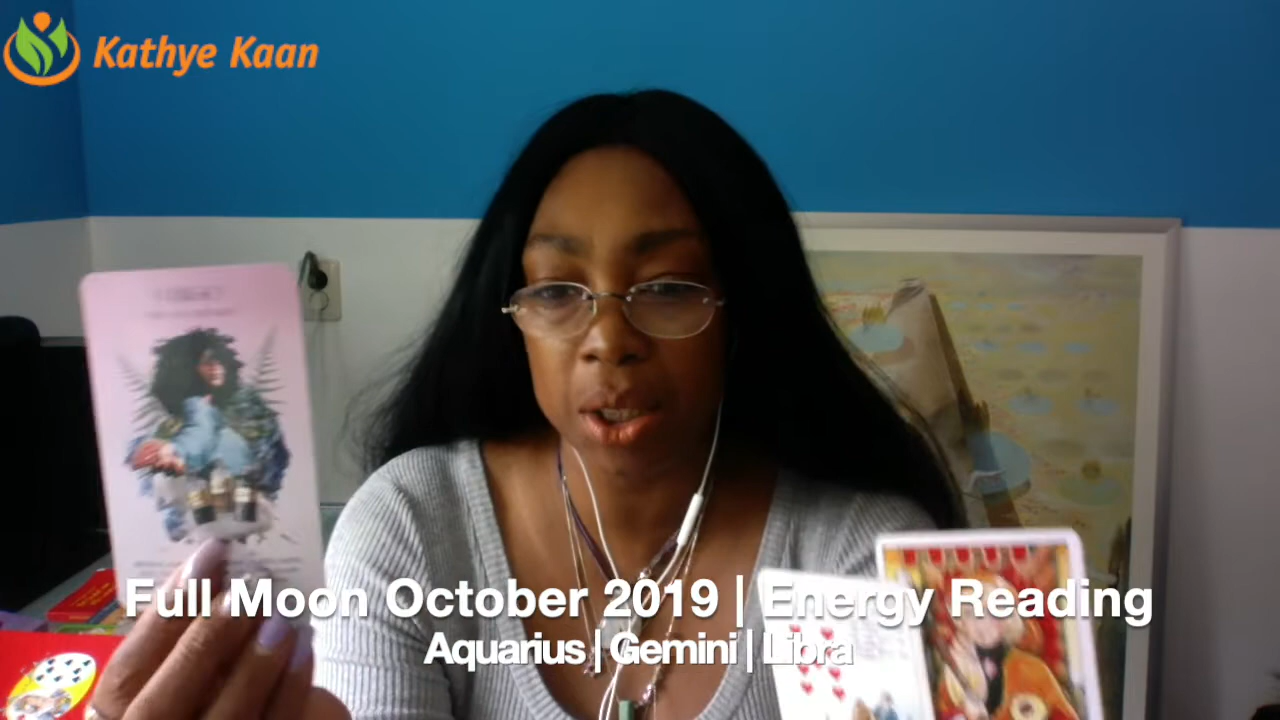 Kathye Kaan
Full Moon October 2019 | Energy Reading
Aquarius | Gemini | Libra